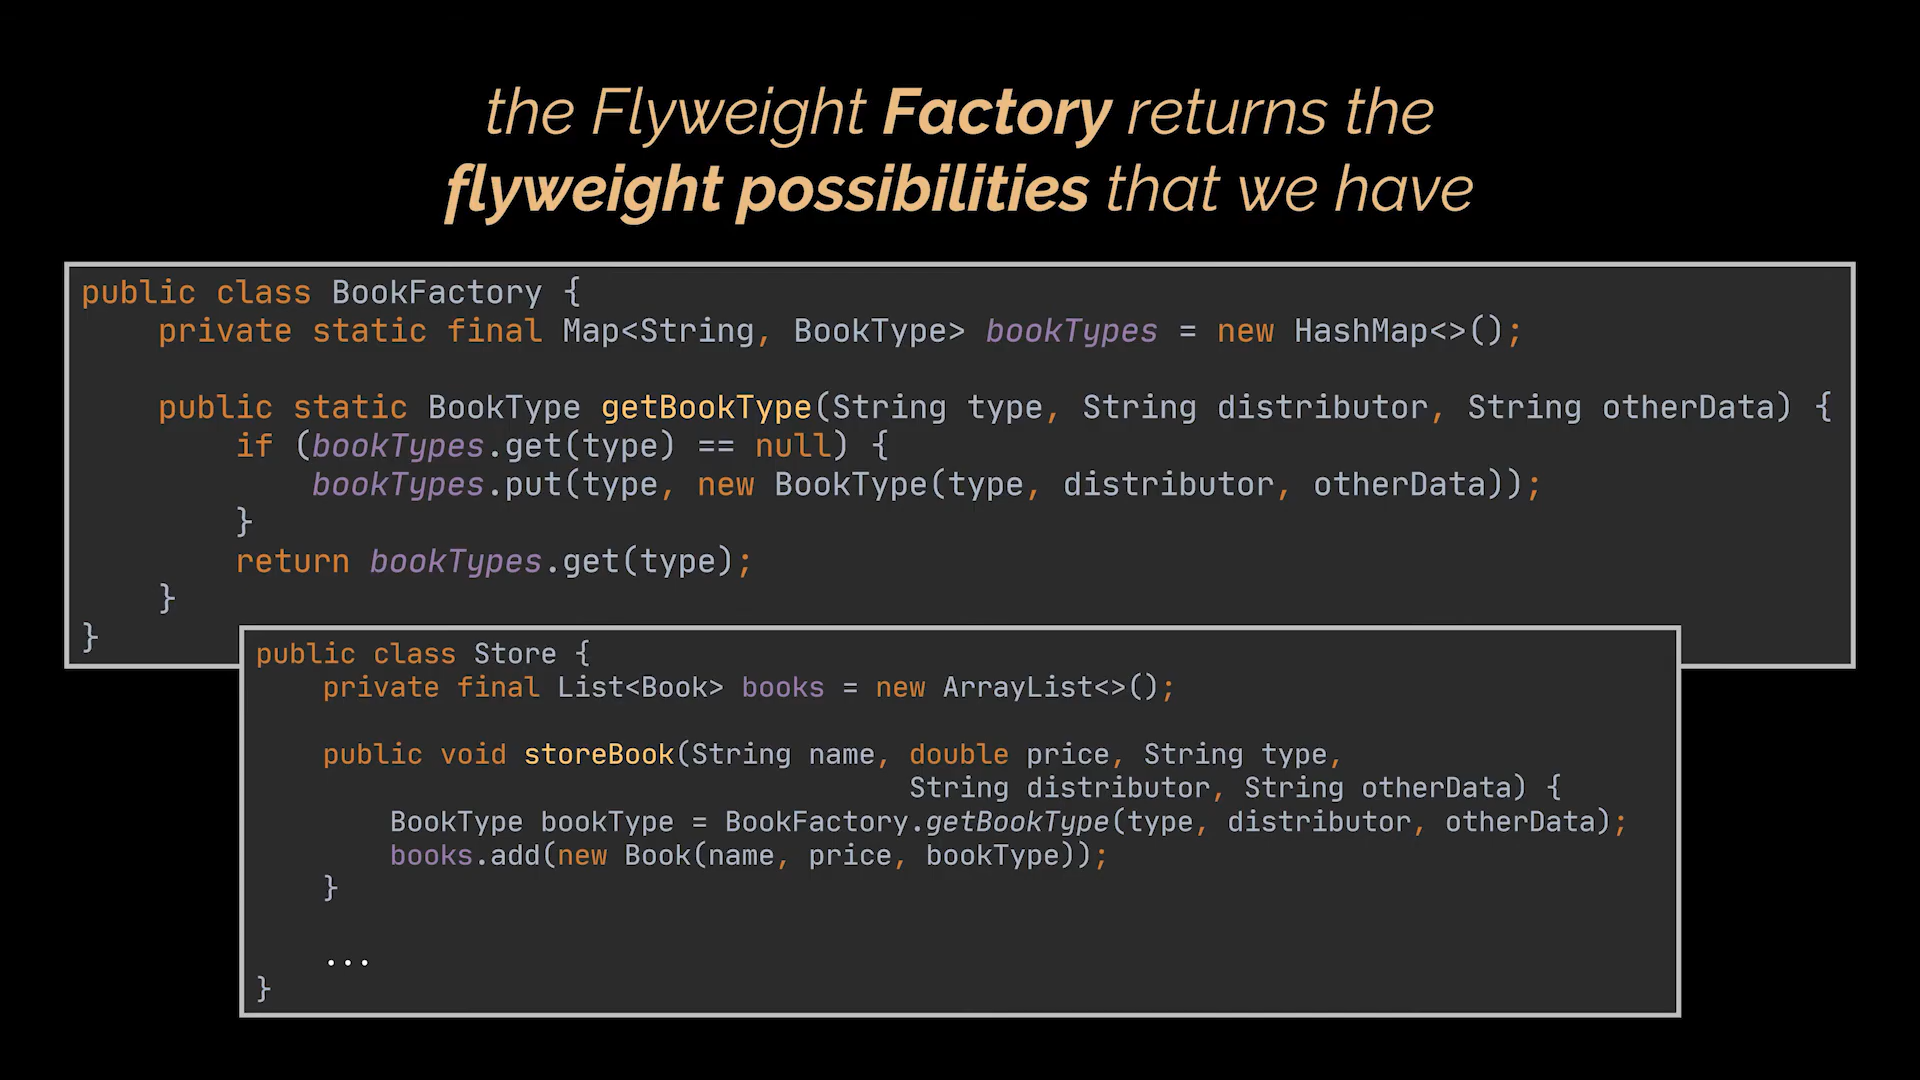 the Flyweight Factory returns the
flyweight possibilities that we have
public class BookFactory {
    private static final Map<String, BookType> bookTypes = new HashMap<>();
    public static BookType getBookType(String type, String distributor, String otherData) {
        if (bookTypes.get(type) == null) {
            bookTypes.put(type, new BookType(type, distributor, otherData));
        }
        return bookTypes.get(type);
    }
}
public class Store {
    private final List<Book> books = new ArrayList<>();
    public void storeBook(String name, double price, String type,
                                   String distributor, String otherData) {
        BookType bookType = BookFactory.getBookType(type, distributor, otherData);
        books.add(new Book(name, price, bookType));
    }
    ...
}